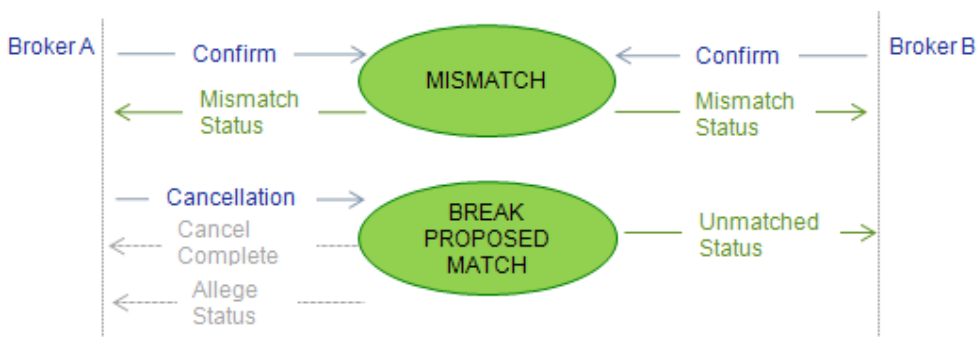 Broker A
Confirm
MISMATCH
Confirm
Broker B
Mismatch
Status
Mismatch
Status
Cancellation
Cancel
Complete
Allege
Status
BREAK
PROPOSED
MATCH
Unmatched
Status